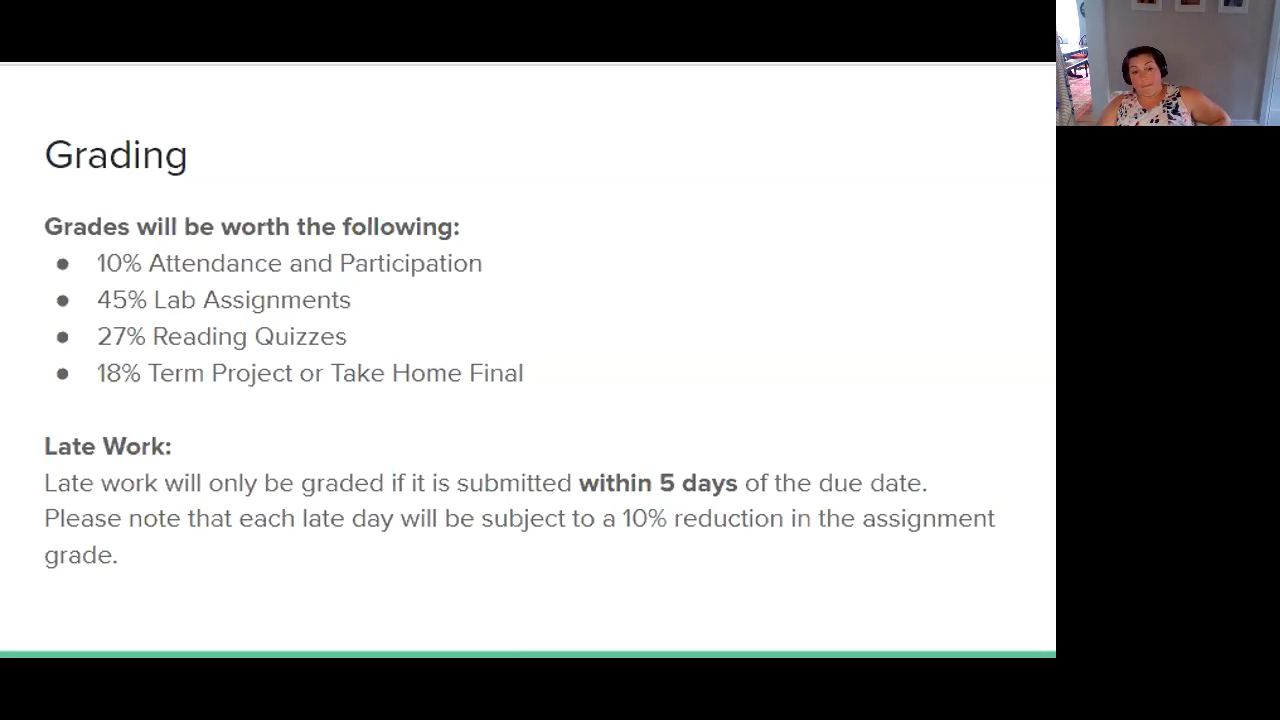 Grading
Grades will be worth the following:
● 10% Attendance and Participation
● 45% Lab Assignments
● 27% Reading Quizzes
● 18% Term Project or Take Home Final
Late Work:
Late work will only be graded if it is submitted within 5 days of the due date.
Please note that each late day will be subject to a 10% reduction in the assignment
grade.